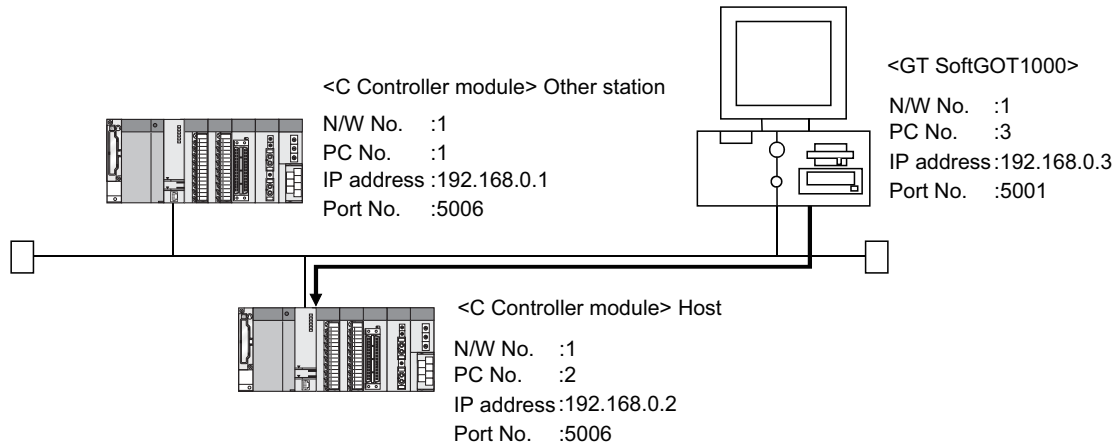 <C Controller module> Other station
N/W No. :1
PC No. :1
IP address :192.168.0.1
Port No. :5006
<GT SoftGOT1000>
N/W No. :1
PC No. :3
IP address :192.168.0.3
Port No. :5001
<C Controller module> Host
N/W No. :1
PC No. :2
IP address :192.168.0.2
Port No. :5006